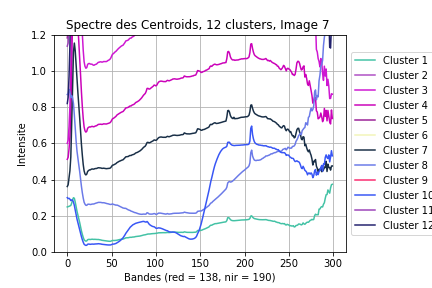 Spectre des Centroids, 12 clusters, Image 7
1.2
1.0
0.8
0.6
0.4
0.2
0.0
Intensite
0 50 100 150 200 250 300
Bandes (red = 138, nir = 190)
Cluster 1
Cluster 2
Cluster 3
Cluster 4
Cluster 5
Cluster 6
Cluster 7
Cluster 8
Cluster 9
Cluster 10
Cluster 11
Cluster 12